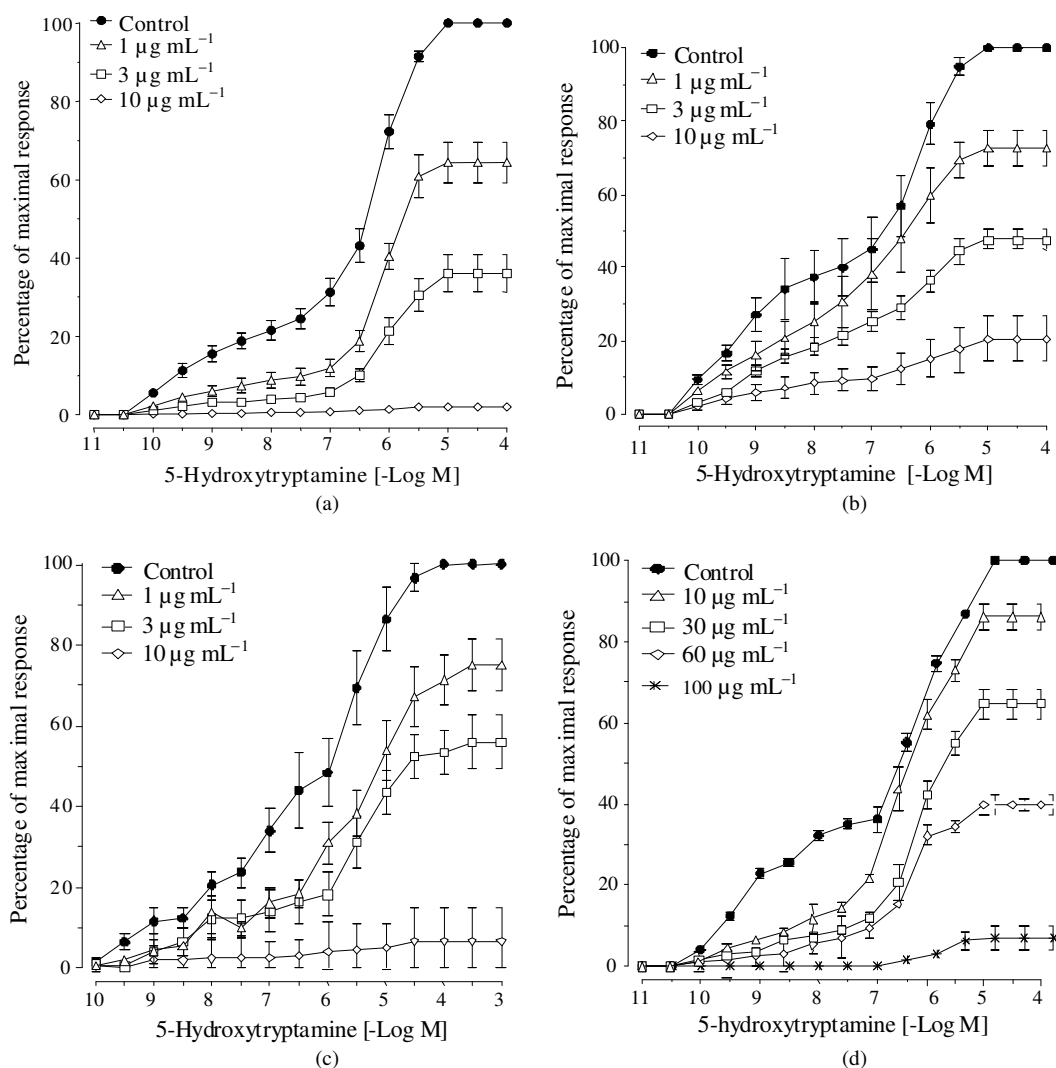 100
80
60
40
20
0
Percentage of maximal response
Control
1 µg mL⁻¹
3 µg mL⁻¹
10 µg mL⁻¹
11 10 9 8 7 6 5 4
5-Hydroxytryptamine [-Log M]
(a)
100
80
60
40
20
0
Percentage of maximal response
Control
1 µg mL⁻¹
3 µg mL⁻¹
10 µg mL⁻¹
11 10 9 8 7 6 5 4
5-Hydroxytryptamine [-Log M]
(b)
100
80
60
40
20
0
Percentage of maximal response
Control
1 µg mL⁻¹
3 µg mL⁻¹
10 µg mL⁻¹
10 9 8 7 6 5 4 3
5-Hydroxytryptamine [-Log M]
(c)
100
80
60
40
20
0
Percentage of maximal response
Control
10 µg mL⁻¹
30 µg mL⁻¹
60 µg mL⁻¹
100 µg mL⁻¹
11 10 9 8 7 6 5 4
5-hydroxytryptamine [-Log M]
(d)